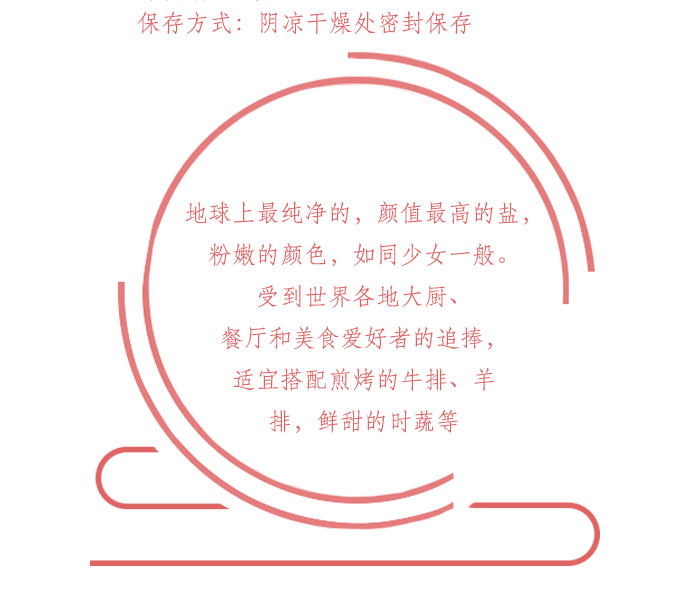 保存方式：阴凉干燥处密封保存
地球上最纯净的，颜值最高的盐，
粉嫩的颜色，如同少女一般。
受到世界各地大厨、
餐厅和美食爱好者的追捧，
适宜搭配煎烤的牛排、羊
排，鲜甜的时蔬等